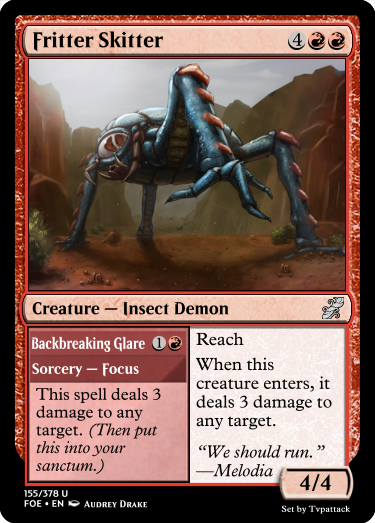 Fritter Skitter 4
Creature — Insect Demon
Backbreaking Glare 1
Sorcery — Focus
This spell deals 3
damage to any
target. (Then put
this into your
sanctum.)
Reach
When this
creature enters, it
deals 3 damage to
any target.
“We should run.”
—Melodia
4/4
155/378 U
FOE • EN Audrey Drake
Set by Tvpattack